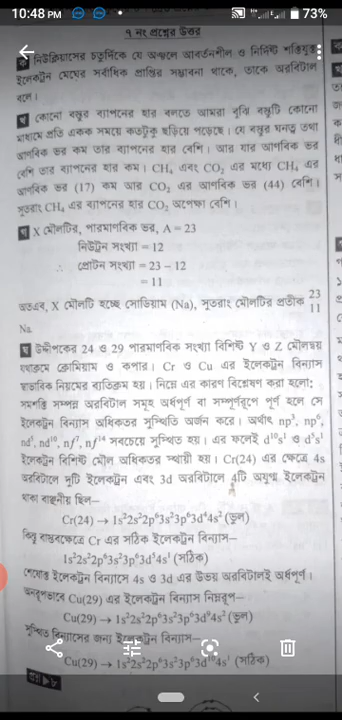 10:48 PM
73%
৭ নং প্রশ্নের উত্তর
ক নিউক্লিয়াসের চতুর্দিকে যে অঞ্চলে আবর্তনশীল ও নির্দিষ্ট শক্তিযুক্ত
ইলেকট্রন মেঘের সর্বাধিক প্রাপ্তির সম্ভাবনা থাকে, তাকে অরবিটাল
বলে।
খ কোনো বস্তুর ব্যাপনের হার বলতে আমরা বুঝি বস্তুটি কোনো
মাধ্যমে প্রতি একক সময়ে কতটুকু ছড়িয়ে পড়েছে। যে বস্তুর ঘনত্ব তথা
আণবিক ভর কম তার ব্যাপনের হার বেশি। আর যার আণবিক ভর
বেশি তার ব্যাপনের হার কম। CH₄ এবং CO₂ এর মধ্যে CH₄ এর
আণবিক ভর (17) কম আর CO₂ এর আণবিক ভর (44) বেশি।
সুতরাং CH₄ এর ব্যাপনের হার CO₂ অপেক্ষা বেশি।
গ X মৌলটির, পারমাণবিক ভর, A = 23
নিউট্রন সংখ্যা = 12
∴ প্রোটন সংখ্যা = 23 − 12
= 11
অতএব, X মৌলটি হচ্ছে সোডিয়াম (Na), সুতরাং মৌলটির প্রতীক ²³₁₁
Na.
ঘ উদ্দীপকের 24 ও 29 পারমাণবিক সংখ্যা বিশিষ্ট Y ও Z মৌলদ্বয়
যথাক্রমে ক্রোমিয়াম ও কপার। Cr ও Cu এর ইলেকট্রন বিন্যাস
স্বাভাবিক নিয়মের ব্যতিক্রম হয়। নিম্নে এর কারণ বিশ্লেষণ করা হলো:
সমশক্তি সম্পন্ন অরবিটাল সমূহ অর্ধপূর্ণ বা সম্পূর্ণরূপে পূর্ণ হলে সে
ইলেকট্রন বিন্যাস অধিকতর সুস্থিতি অর্জন করে। অর্থাৎ np³, np⁶,
nd⁵, nd¹⁰, nf⁷, nf¹⁴ সবচেয়ে সুস্থিত হয়। এর ফলেই d¹⁰s¹ ও d⁵s¹
ইলেকট্রন বিশিষ্ট মৌল অধিকতর স্থায়ী হয়। Cr(24) এর ক্ষেত্রে 4s
অরবিটালে দুটি ইলেকট্রন এবং 3d অরবিটালে 4টি অযুগ্ম ইলেকট্রন
থাকা বাঞ্ছনীয় ছিল–
Cr(24) → 1s²2s²2p⁶3s²3p⁶3d⁴4s² (ভুল)
কিন্তু বাস্তবক্ষেত্রে Cr এর সঠিক ইলেকট্রন বিন্যাস–
1s²2s²2p⁶3s²3p⁶3d⁵4s¹ (সঠিক)
শেষোক্ত ইলেকট্রন বিন্যাসে 4s ও 3d এর উভয় অরবিটালই অর্ধপূর্ণ।
অনুরূপভাবে Cu(29) এর ইলেকট্রন বিন্যাস নিম্নরূপ–
Cu(29) → 1s²2s²2p⁶3s²3p⁶3d⁹4s² (ভুল)
সুস্থিত বিন্যাসের জন্য ইলেকট্রন বিন্যাস–
Cu(29) → 1s²2s²2p⁶3s²3p⁶3d¹⁰4s¹ (সঠিক)
প্রশ্ন ▶ ৮